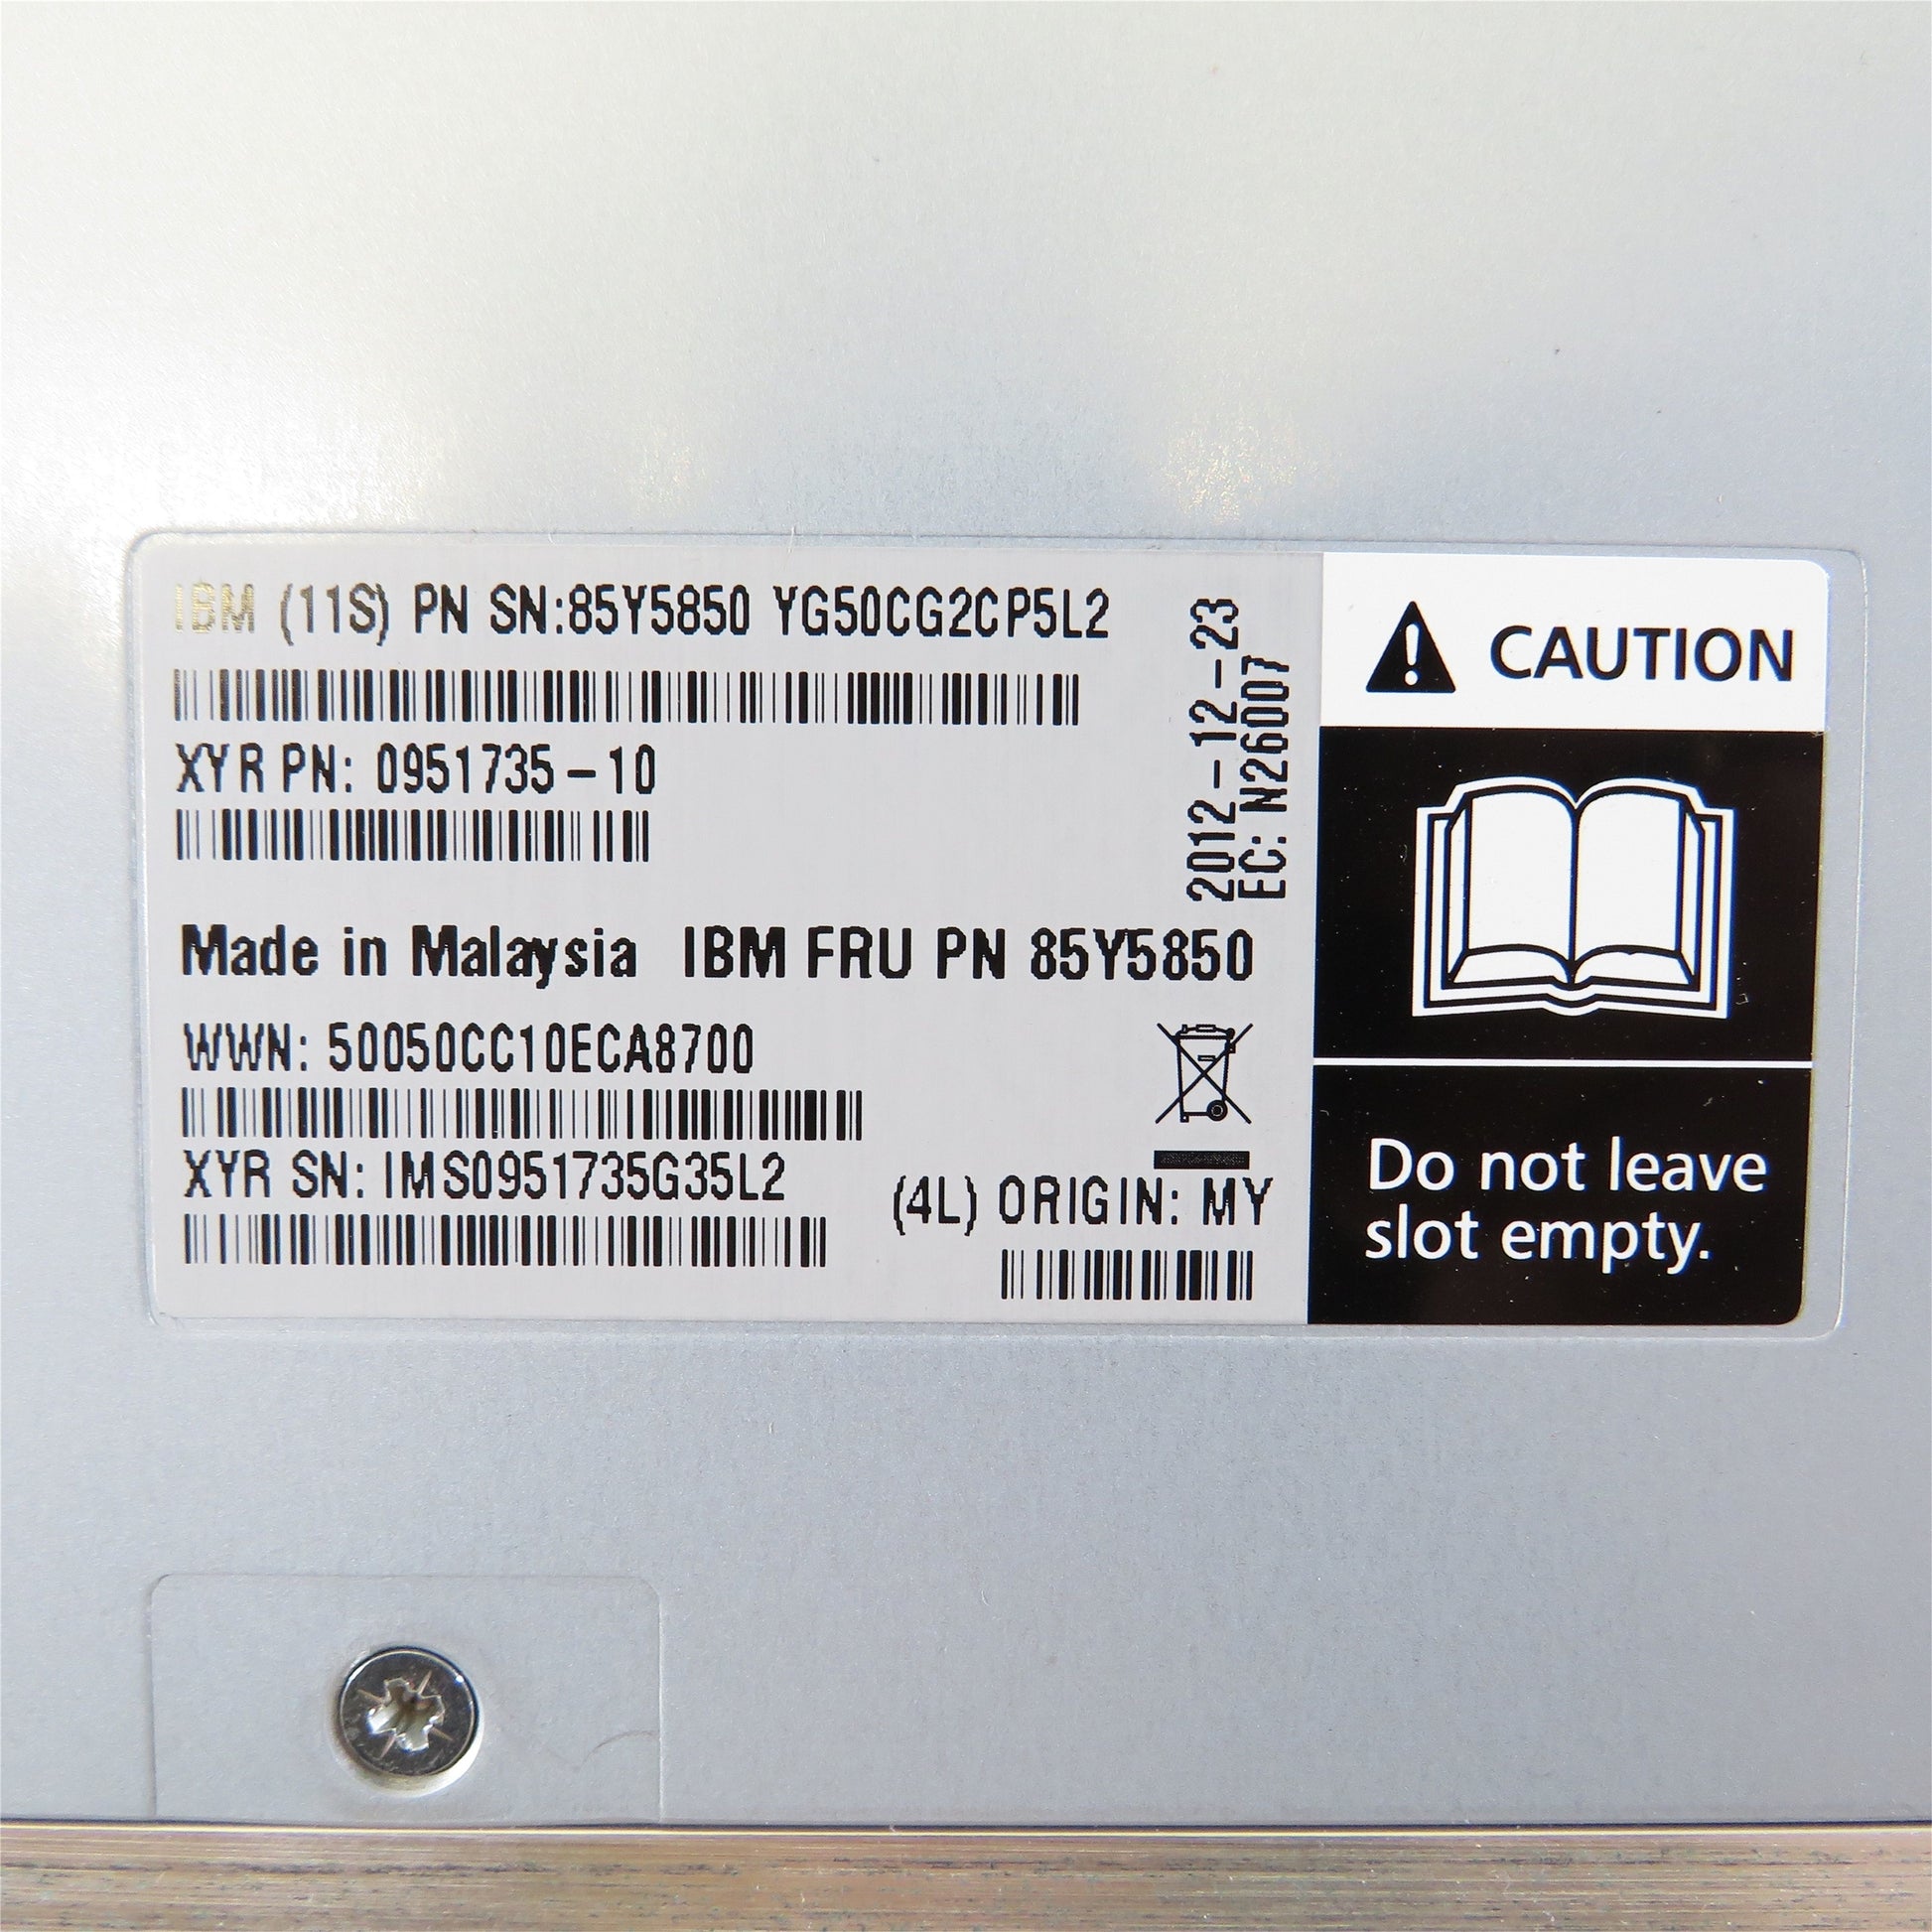 IBM (11S) PN SN:85Y5850 YG50CG2CP5L2
XYR PN: 0951735-10
2012-12-23
EC: N26007
Made in Malaysia IBM FRU PN 85Y5850
WWN: 50050CC10ECA8700
XYR SN: IMS0951735G35L2
(4L) ORIGIN: MY
CAUTION
Do not leave
slot empty.